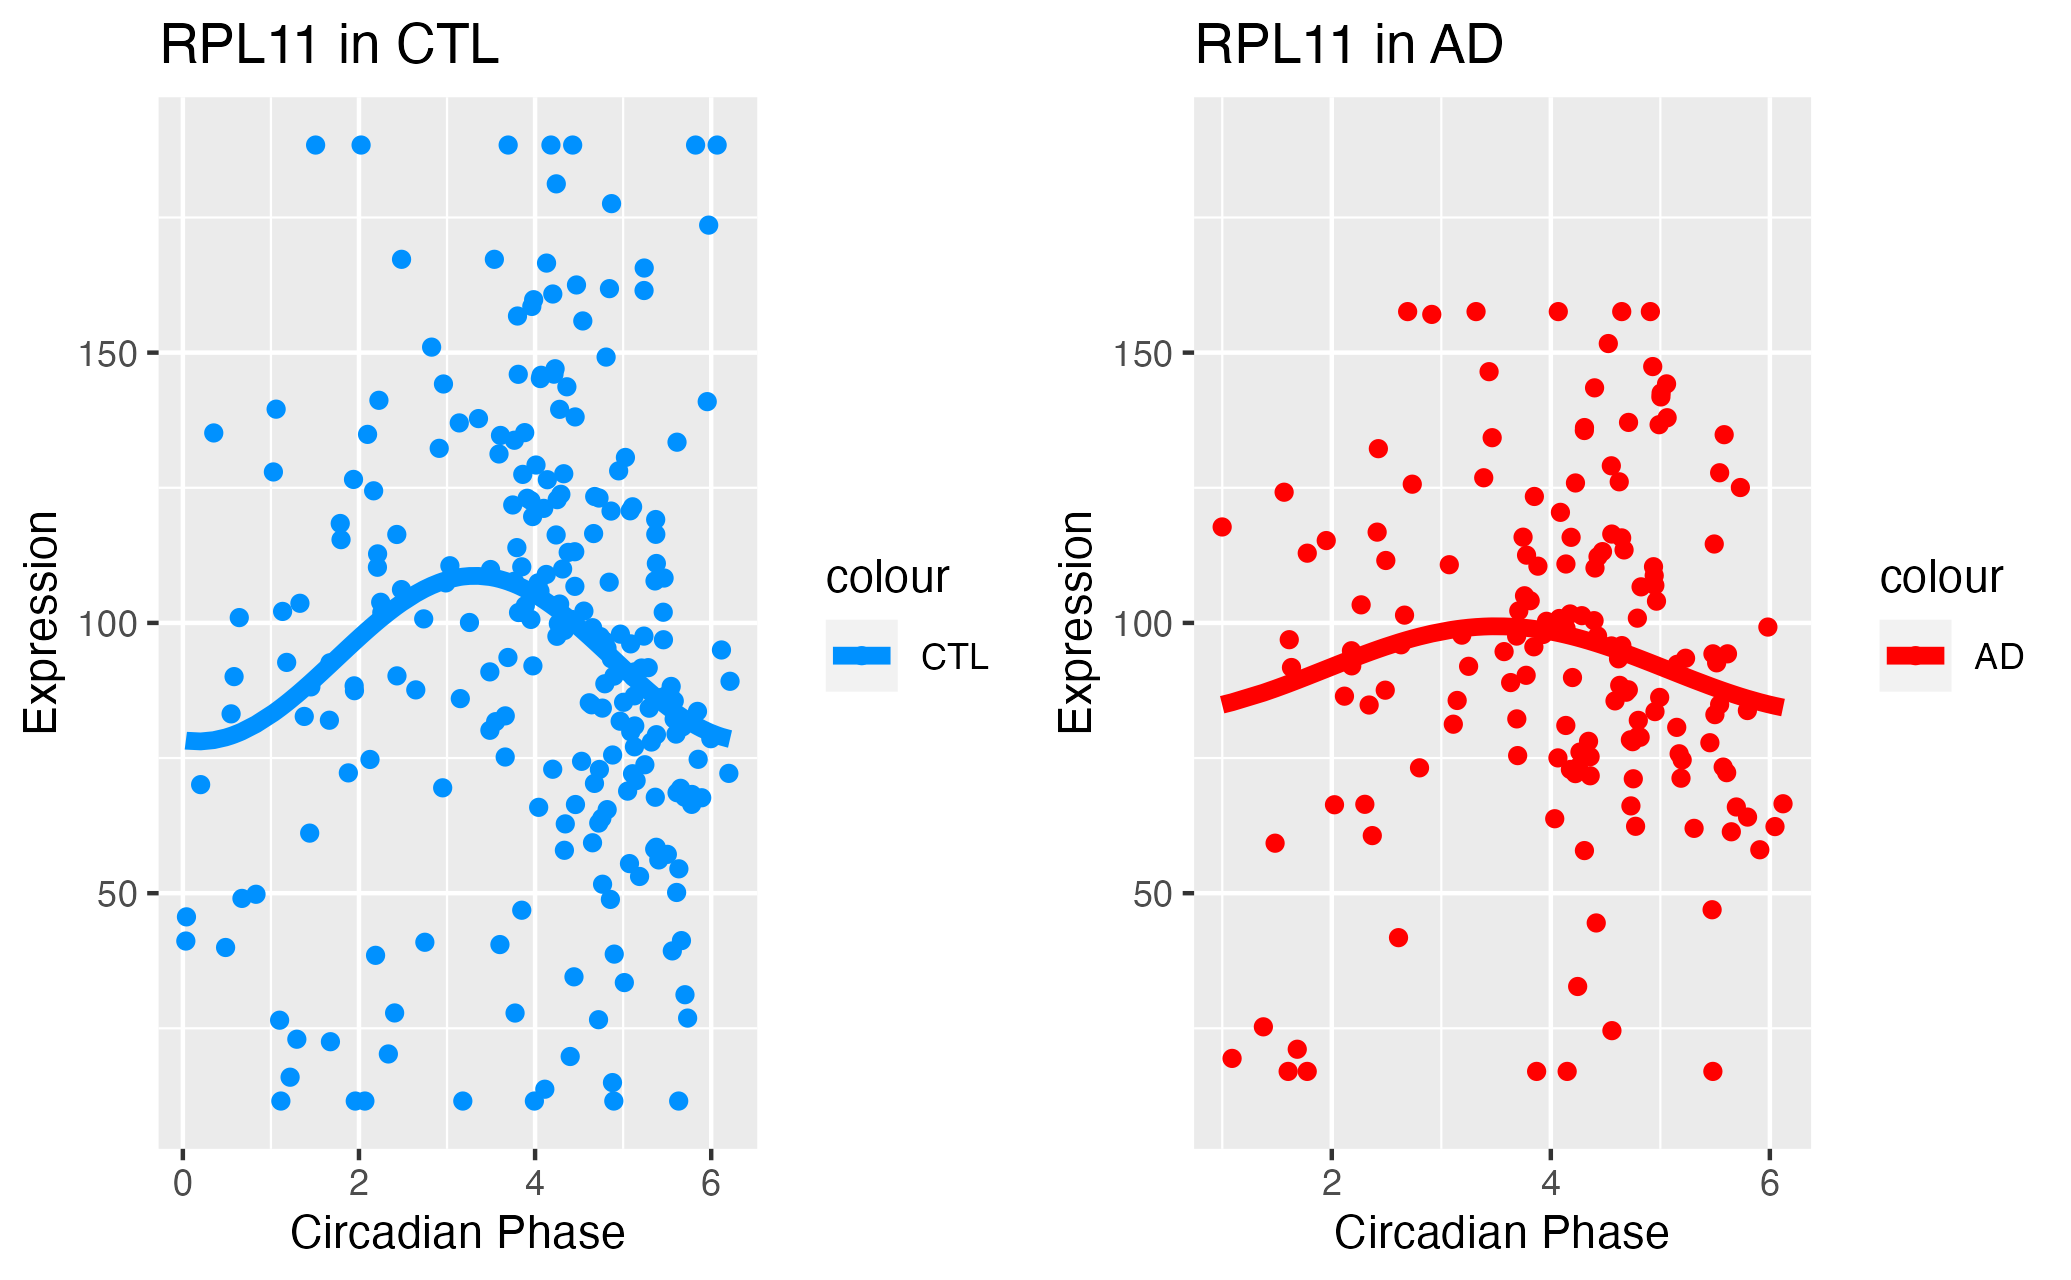 RPL11 in CTL
Expression
150
100
50
0 2 4 6
Circadian Phase
colour
CTL
RPL11 in AD
Expression
150
100
50
2 4 6
Circadian Phase
colour
AD